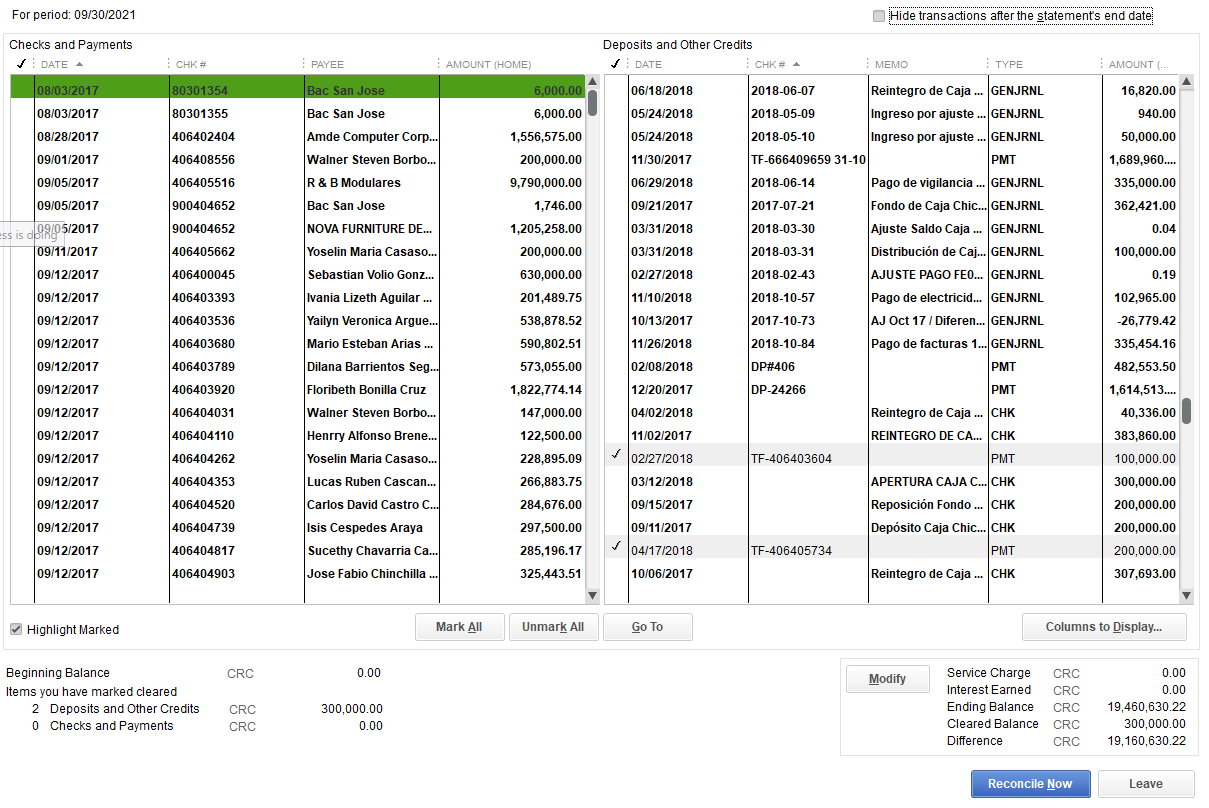 For period: 09/30/2021
Hide transactions after the statement's end date
Checks and Payments
✓ DATE CHK # PAYEE AMOUNT (HOME)
08/03/2017 80301354 Bac San Jose 6,000.00
08/03/2017 80301355 Bac San Jose 6,000.00
08/28/2017 406402404 Amde Computer Corp... 1,556,575.00
09/01/2017 406408556 Walner Steven Borbo... 200,000.00
09/05/2017 406405516 R & B Modulares 9,790,000.00
09/05/2017 900404652 Bac San Jose 1,746.00
ess is doing
09/05/2017 900404652 NOVA FURNITURE DE... 1,205,258.00
09/11/2017 406405662 Yoselin Maria Casaso... 200,000.00
09/12/2017 406400045 Sebastian Volio Gonz... 630,000.00
09/12/2017 406403393 Ivania Lizeth Aguilar ... 201,489.75
09/12/2017 406403536 Yailyn Veronica Argue... 538,878.52
09/12/2017 406403680 Mario Esteban Arias ... 590,802.51
09/12/2017 406403789 Dilana Barrientos Seg... 573,055.00
09/12/2017 406403920 Floribeth Bonilla Cruz 1,822,774.14
09/12/2017 406404031 Walner Steven Borbo... 147,000.00
09/12/2017 406404110 Henrry Alfonso Brene... 122,500.00
09/12/2017 406404262 Yoselin Maria Casaso... 228,895.09
09/12/2017 406404353 Lucas Ruben Cascan... 266,883.75
09/12/2017 406404520 Carlos David Castro C... 284,676.00
09/12/2017 406404739 Isis Cespedes Araya 297,500.00
09/12/2017 406404817 Sucethy Chavarria Ca... 285,196.17
09/12/2017 406404903 Jose Fabio Chinchilla ... 325,443.51
Deposits and Other Credits
✓ DATE CHK # MEMO TYPE AMOUNT (...
06/18/2018 2018-06-07 Reintegro de Caja ... GENJRNL 16,820.00
05/24/2018 2018-05-09 Ingreso por ajuste ... GENJRNL 940.00
05/24/2018 2018-05-10 Ingreso por ajuste ... GENJRNL 50,000.00
11/30/2017 TF-666409659 31-10 PMT 1,689,960....
06/29/2018 2018-06-14 Pago de vigilancia ... GENJRNL 335,000.00
09/21/2017 2017-07-21 Fondo de Caja Chic... GENJRNL 362,421.00
03/31/2018 2018-03-30 Ajuste Saldo Caja ... GENJRNL 0.04
03/31/2018 2018-03-31 Distribución de Caj... GENJRNL 100,000.00
02/27/2018 2018-02-43 AJUSTE PAGO FE0... GENJRNL 0.19
11/10/2018 2018-10-57 Pago de electricid... GENJRNL 102,965.00
10/13/2017 2017-10-73 AJ Oct 17 / Diferen... GENJRNL -26,779.42
11/26/2018 2018-10-84 Pago de facturas 1... GENJRNL 335,454.16
02/08/2018 DP#406 PMT 482,553.50
12/20/2017 DP-24266 PMT 1,614,513....
04/02/2018 Reintegro de Caja ... CHK 40,336.00
11/02/2017 REINTEGRO DE CA... CHK 383,860.00
✓ 02/27/2018 TF-406403604 PMT 100,000.00
03/12/2018 APERTURA CAJA C... CHK 300,000.00
09/15/2017 Reposición Fondo ... CHK 200,000.00
09/11/2017 Depósito Caja Chic... CHK 200,000.00
✓ 04/17/2018 TF-406405734 PMT 200,000.00
10/06/2017 Reintegro de Caja ... CHK 307,693.00
Highlight Marked
Mark All
Unmark All
Go To
Columns to Display...
Beginning Balance CRC 0.00
Items you have marked cleared
2 Deposits and Other Credits CRC 300,000.00
0 Checks and Payments CRC 0.00
Modify
Service Charge CRC 0.00
Interest Earned CRC 0.00
Ending Balance CRC 19,460,630.22
Cleared Balance CRC 300,000.00
Difference CRC 19,160,630.22
Reconcile Now
Leave